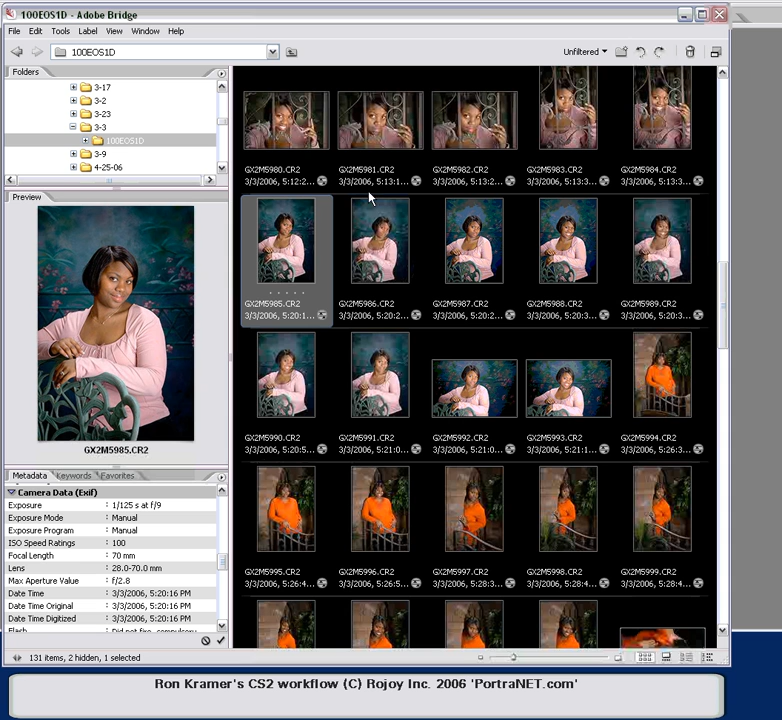 100EOS1D - Adobe Bridge
File Edit Tools Label View Window Help
100EOS1D
Unfiltered
Folders
3-17
3-2
3-23
3-3
100EOS1D
3-9
4-25-06
Preview
GX2M5985.CR2
Metadata Keywords Favorites
Camera Data (Exif)
Exposure : 1/125 s at f/9
Exposure Mode : Manual
Exposure Program : Manual
ISO Speed Ratings : 100
Focal Length : 70 mm
Lens : 28.0-70.0 mm
Max Aperture Value : f/2.8
Date Time : 3/3/2006, 5:20:16 PM
Date Time Original : 3/3/2006, 5:20:16 PM
Date Time Digitized : 3/3/2006, 5:20:16 PM
GX2M5980.CR2 GX2M5981.CR2 GX2M5982.CR2 GX2M5983.CR2 GX2M5984.CR2
3/3/2006, 5:12:2... 3/3/2006, 5:13:1... 3/3/2006, 5:13:2... 3/3/2006, 5:13:3... 3/3/2006, 5:13:3...
GX2M5985.CR2 GX2M5986.CR2 GX2M5987.CR2 GX2M5988.CR2 GX2M5989.CR2
3/3/2006, 5:20:1... 3/3/2006, 5:20:2... 3/3/2006, 5:20:2... 3/3/2006, 5:20:3... 3/3/2006, 5:20:3...
GX2M5990.CR2 GX2M5991.CR2 GX2M5992.CR2 GX2M5993.CR2 GX2M5994.CR2
3/3/2006, 5:20:5... 3/3/2006, 5:21:0... 3/3/2006, 5:21:0... 3/3/2006, 5:21:1... 3/3/2006, 5:26:3...
GX2M5995.CR2 GX2M5996.CR2 GX2M5997.CR2 GX2M5998.CR2 GX2M5999.CR2
3/3/2006, 5:26:4... 3/3/2006, 5:26:5... 3/3/2006, 5:28:3... 3/3/2006, 5:28:4... 3/3/2006, 5:28:4...
131 items, 2 hidden, 1 selected
Ron Kramer's CS2 workflow (C) Rojoy Inc. 2006 'PortraNET.com'